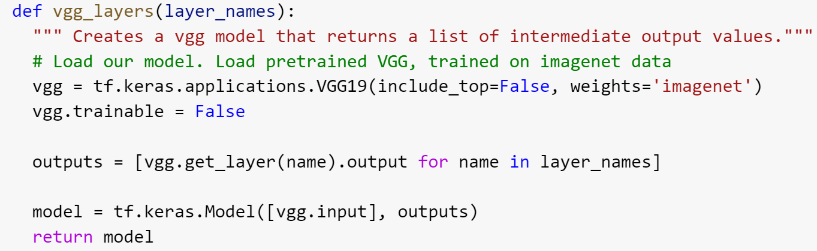 def vgg_layers(layer_names):
  """ Creates a vgg model that returns a list of intermediate output values."""
  # Load our model. Load pretrained VGG, trained on imagenet data
  vgg = tf.keras.applications.VGG19(include_top=False, weights='imagenet')
  vgg.trainable = False

  outputs = [vgg.get_layer(name).output for name in layer_names]

  model = tf.keras.Model([vgg.input], outputs)
  return model